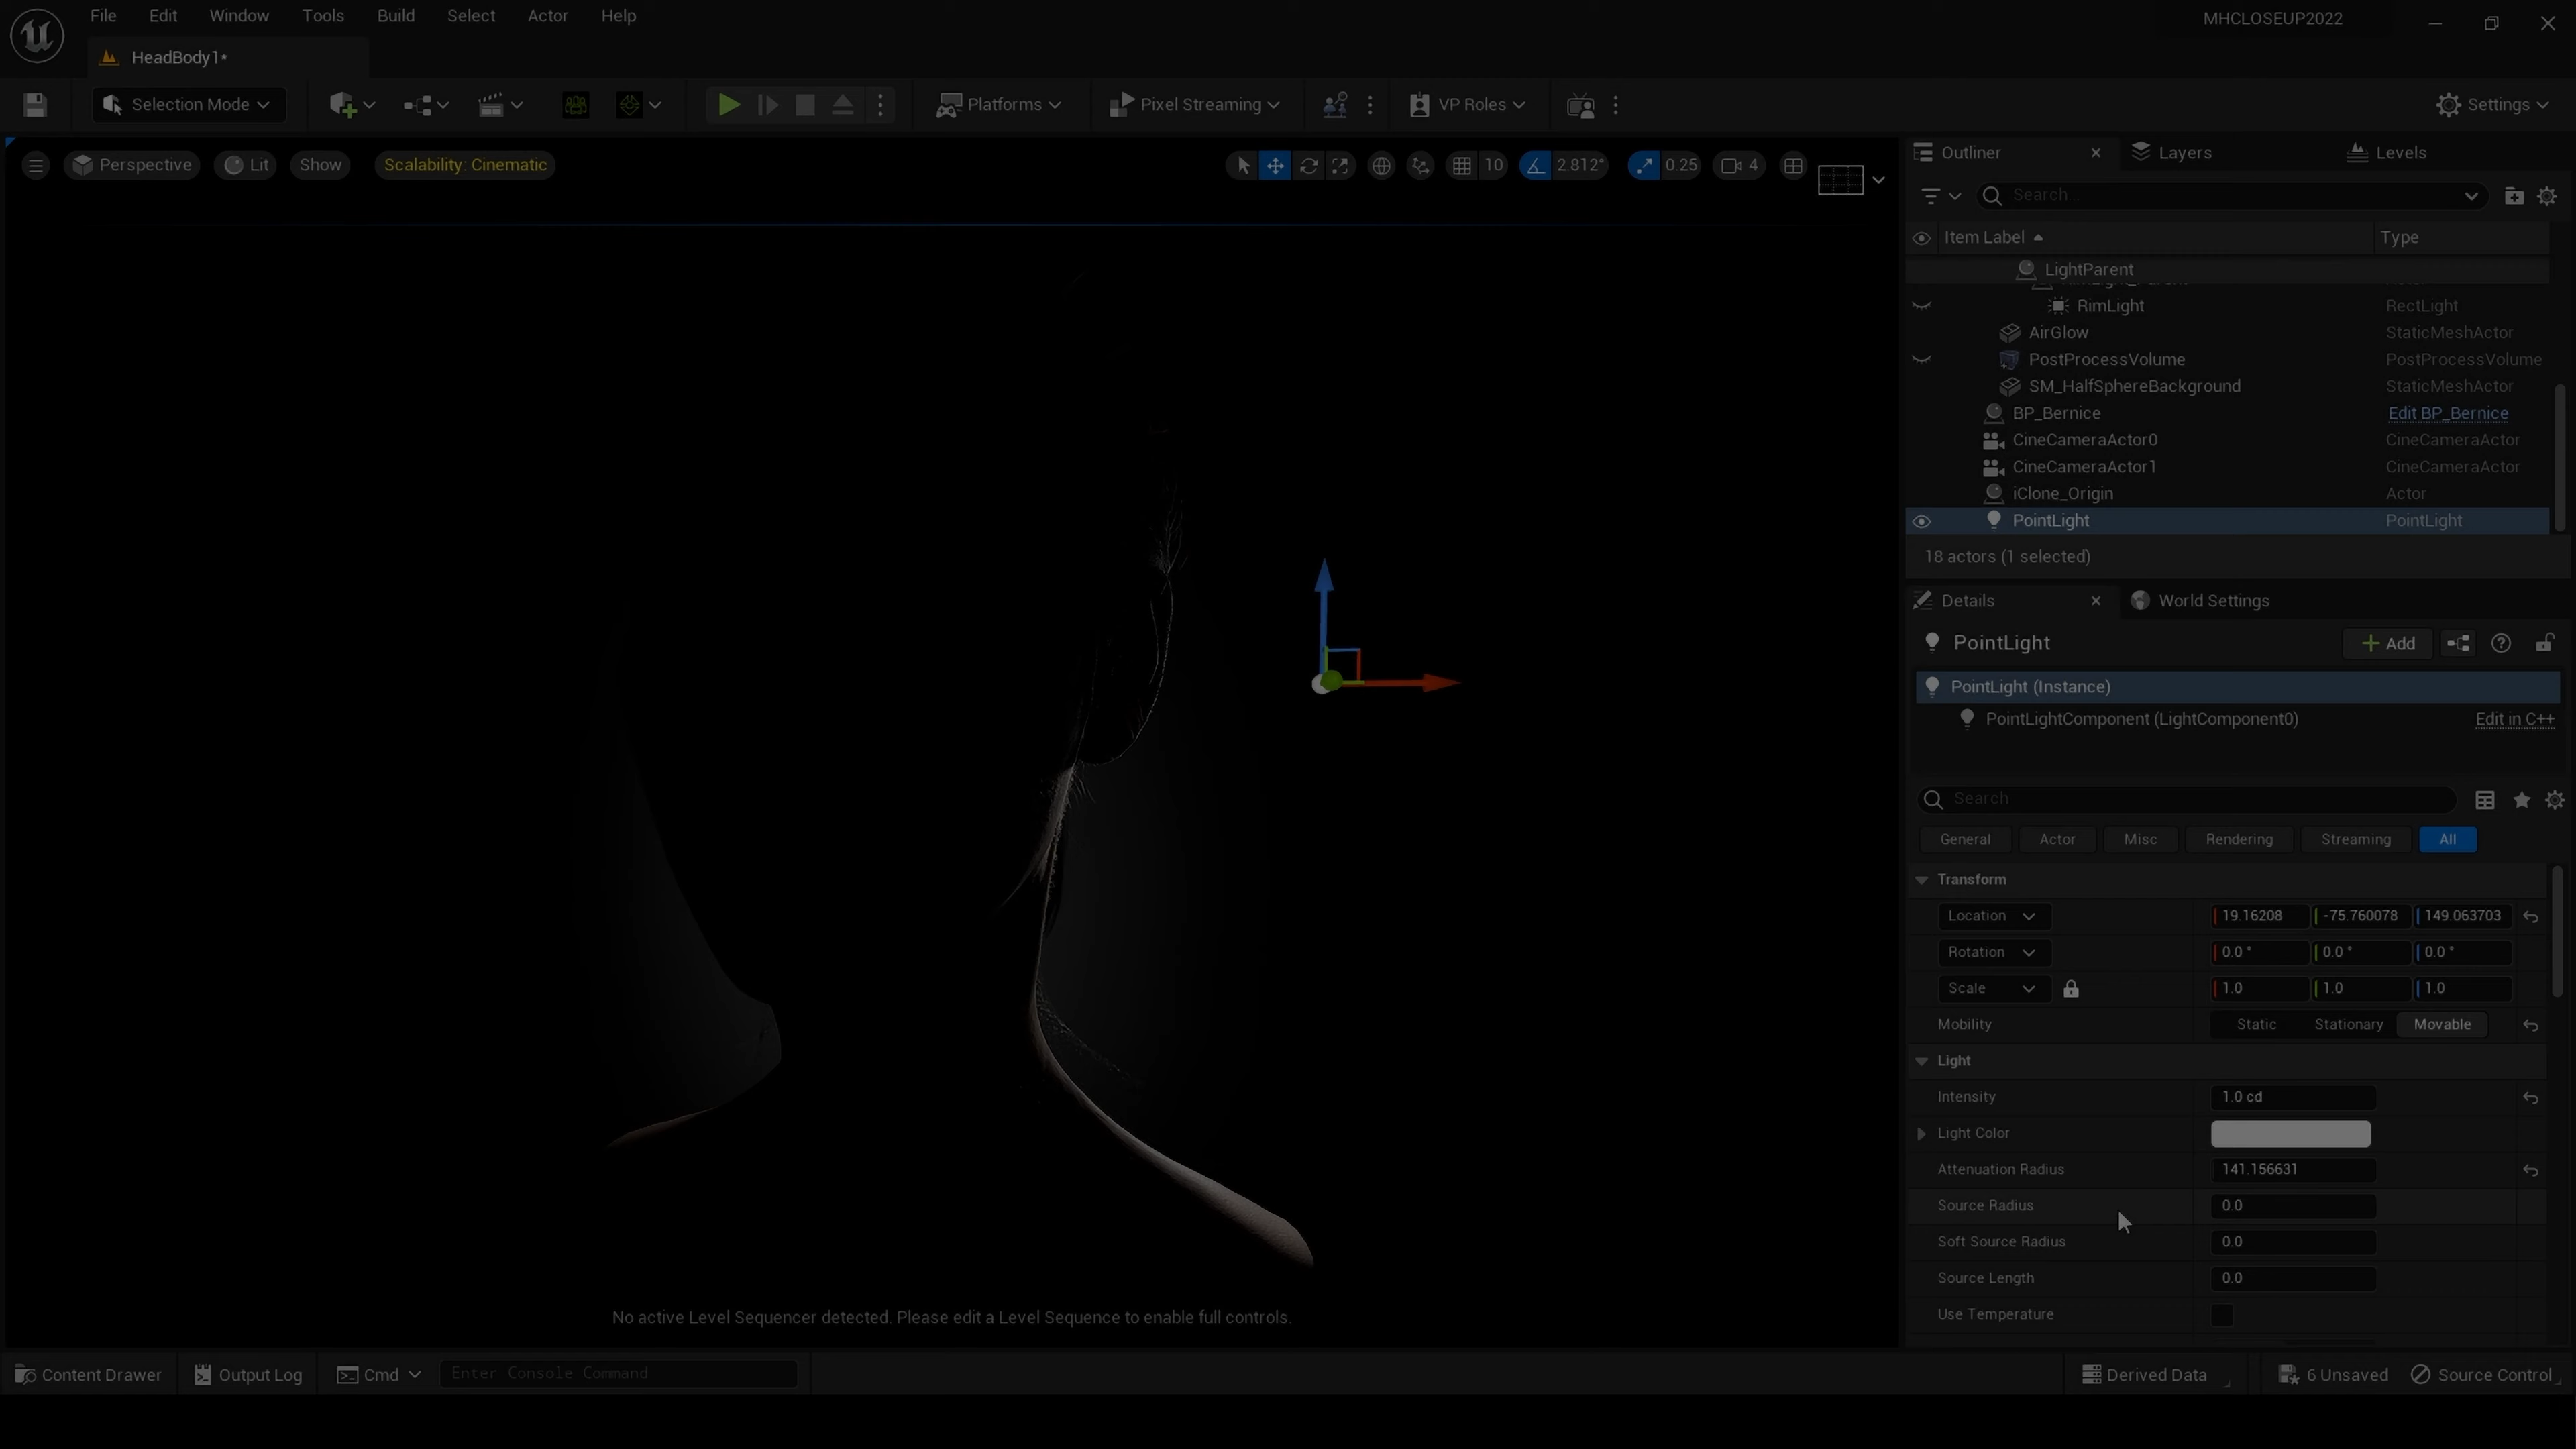 File Edit Window Tools Build Select Actor Help
MHCLOSEUP2022
HeadBody1*
Selection Mode
Platforms
Pixel Streaming
VP Roles
Settings
Perspective
Lit
Show
Scalability: Cinematic
10
2.812°
0.25
4
Outliner
Layers
Levels
Search...
Item Label
Type
LightParent
RimLight RectLight
AirGlow StaticMeshActor
PostProcessVolume PostProcessVolume
SM_HalfSphereBackground StaticMeshActor
BP_Bernice Edit BP_Bernice
CineCameraActor0 CineCameraActor
CineCameraActor1 CineCameraActor
iClone_Origin Actor
PointLight PointLight
18 actors (1 selected)
Details
World Settings
PointLight
Add
PointLight (Instance)
PointLightComponent (LightComponent0) Edit in C++
Search
General Actor Misc Rendering Streaming All
Transform
Location 19.16208 -75.760078 149.063703
Rotation 0.0 ° 0.0 ° 0.0 °
Scale 1.0 1.0 1.0
Mobility Static Stationary Movable
Light
Intensity 1.0 cd
Light Color
Attenuation Radius 141.156631
Source Radius 0.0
Soft Source Radius 0.0
Source Length 0.0
Use Temperature
No active Level Sequencer detected. Please edit a Level Sequence to enable full controls.
Content Drawer
Output Log
Cmd
Enter Console Command
Derived Data
6 Unsaved
Source Control